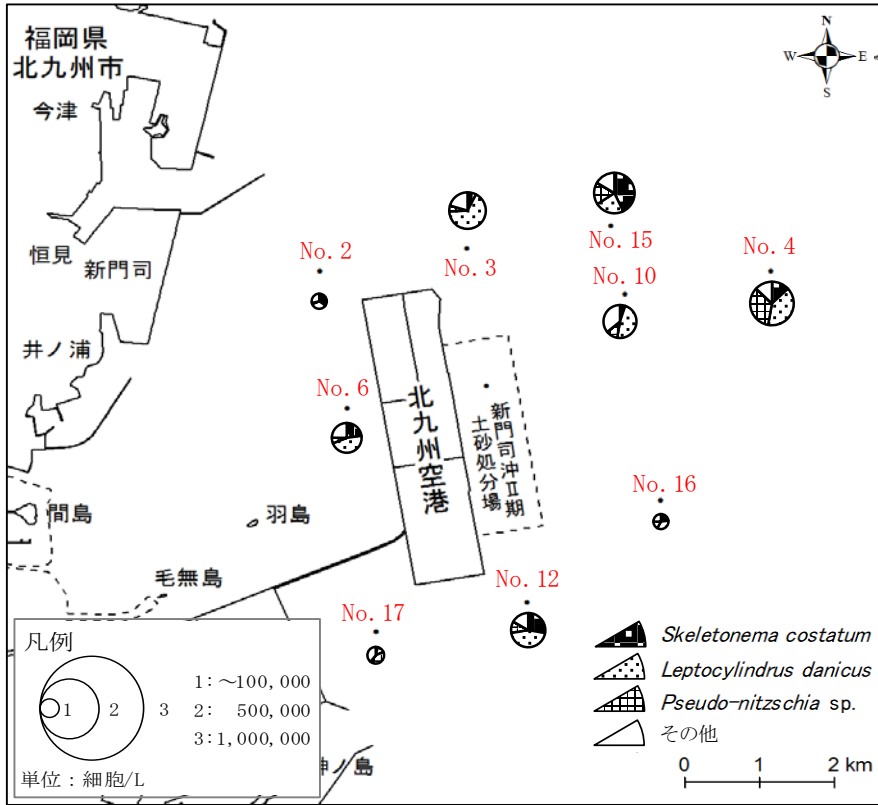 福岡県
北九州市
今津
恒見
新門司
井ノ浦
間島
羽島
毛無島
北九州空港
新門司沖Ⅱ期
土砂処分場
N
W
E
S
No. 2
No. 3
No. 15
No. 4
No. 10
No. 6
No. 16
No. 12
No. 17
凡例
1
2
3
1: ～100,000
2: 500,000
3: 1,000,000
単位：細胞/L
ノ島
Skeletonema costatum
Leptocylindrus danicus
Pseudo-nitzschia sp.
その他
0
1
2 km